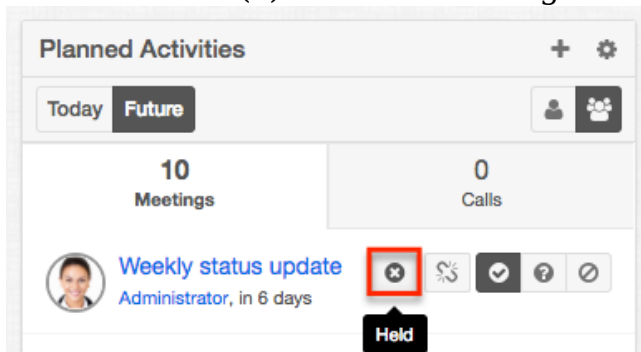 Planned Activities
Today Future
10
Meetings
0
Calls
Weekly status update
Administrator, in 6 days
Held